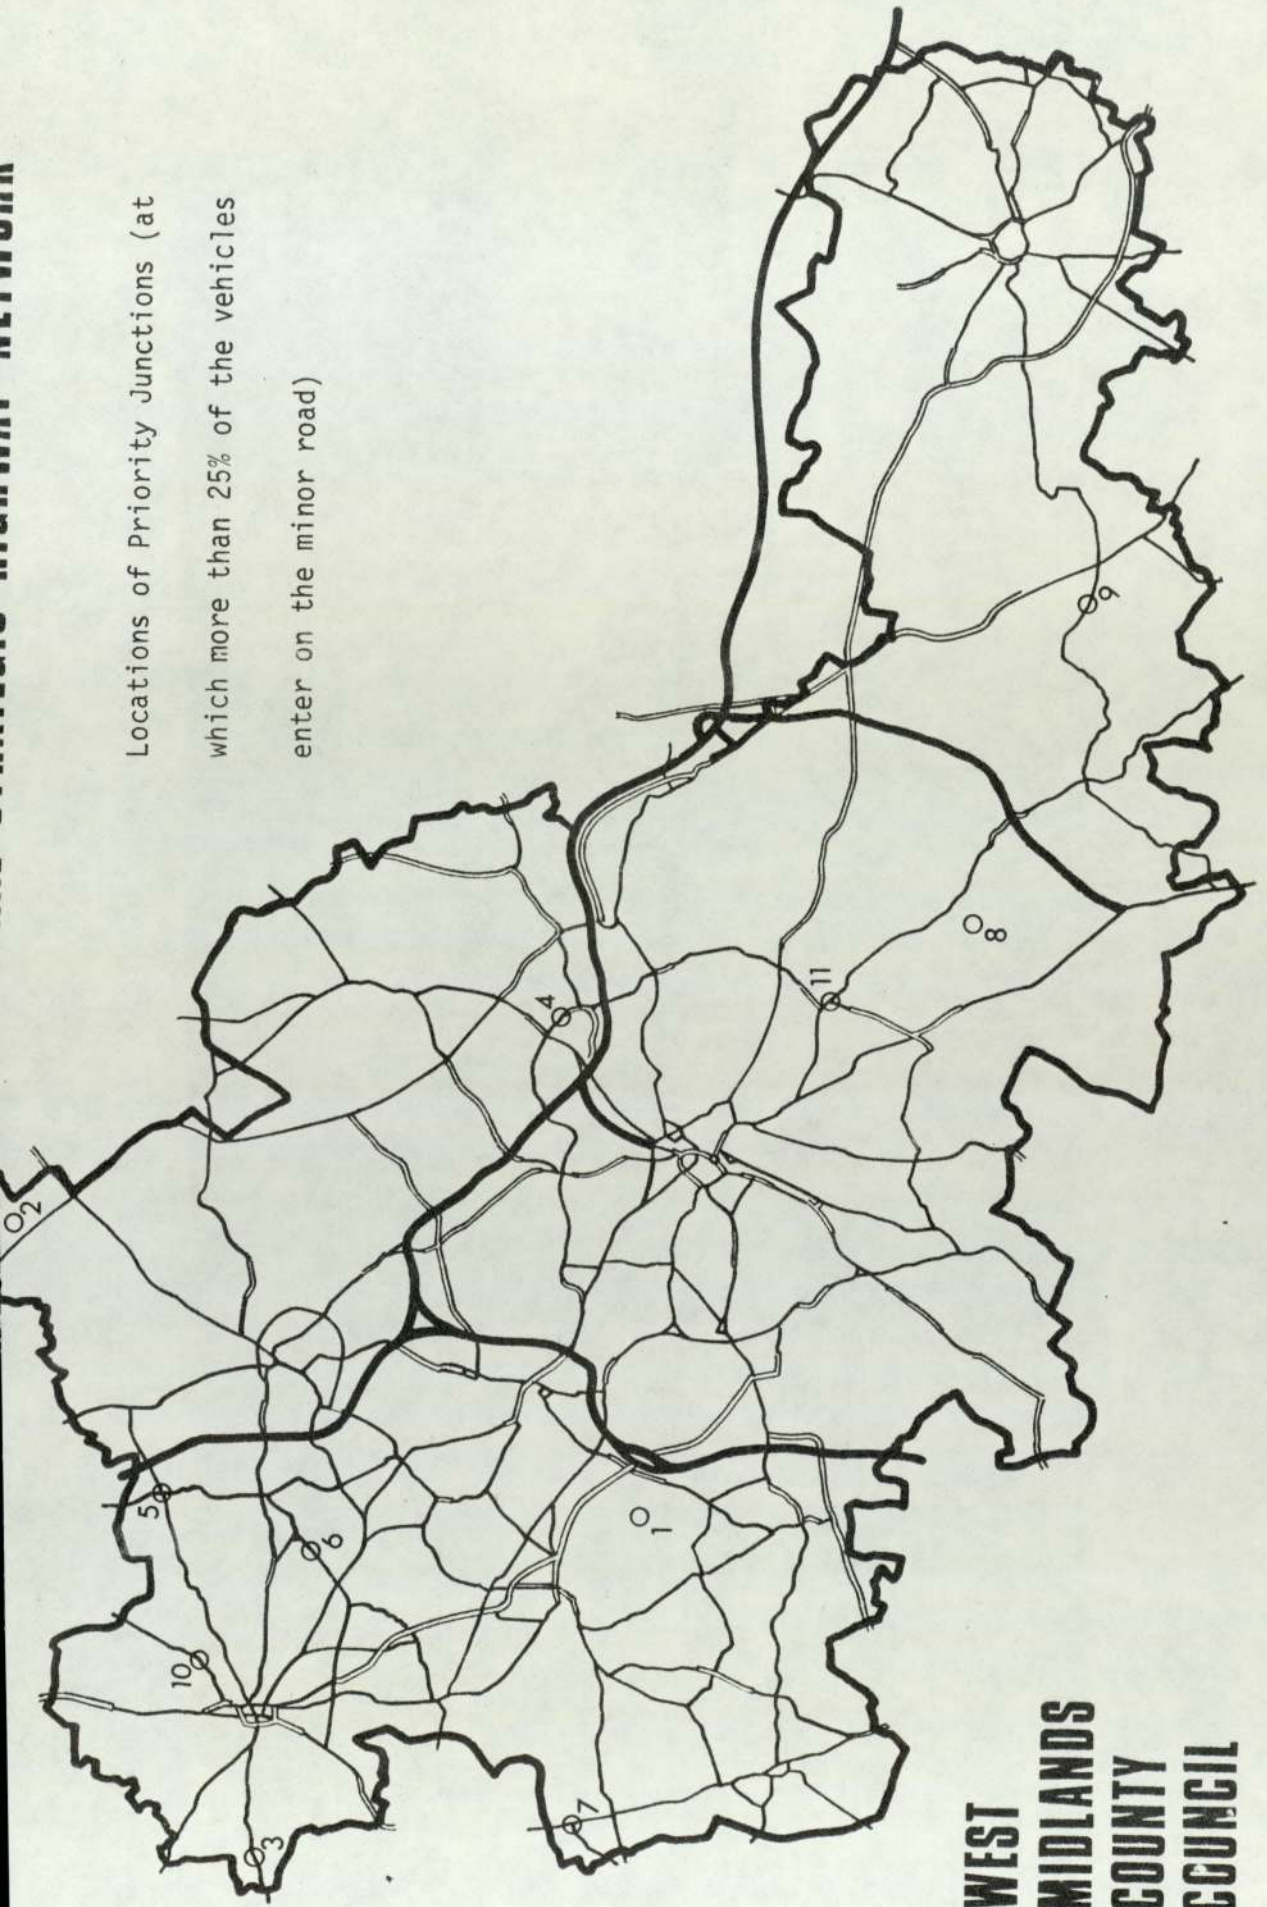 Locations of Priority Junctions (at
which more than 25% of the vehicles
enter on the minor road)
2
5
10
3
6
4
7
1
11
8
9
WEST
MIDLANDS
COUNTY
COUNCIL